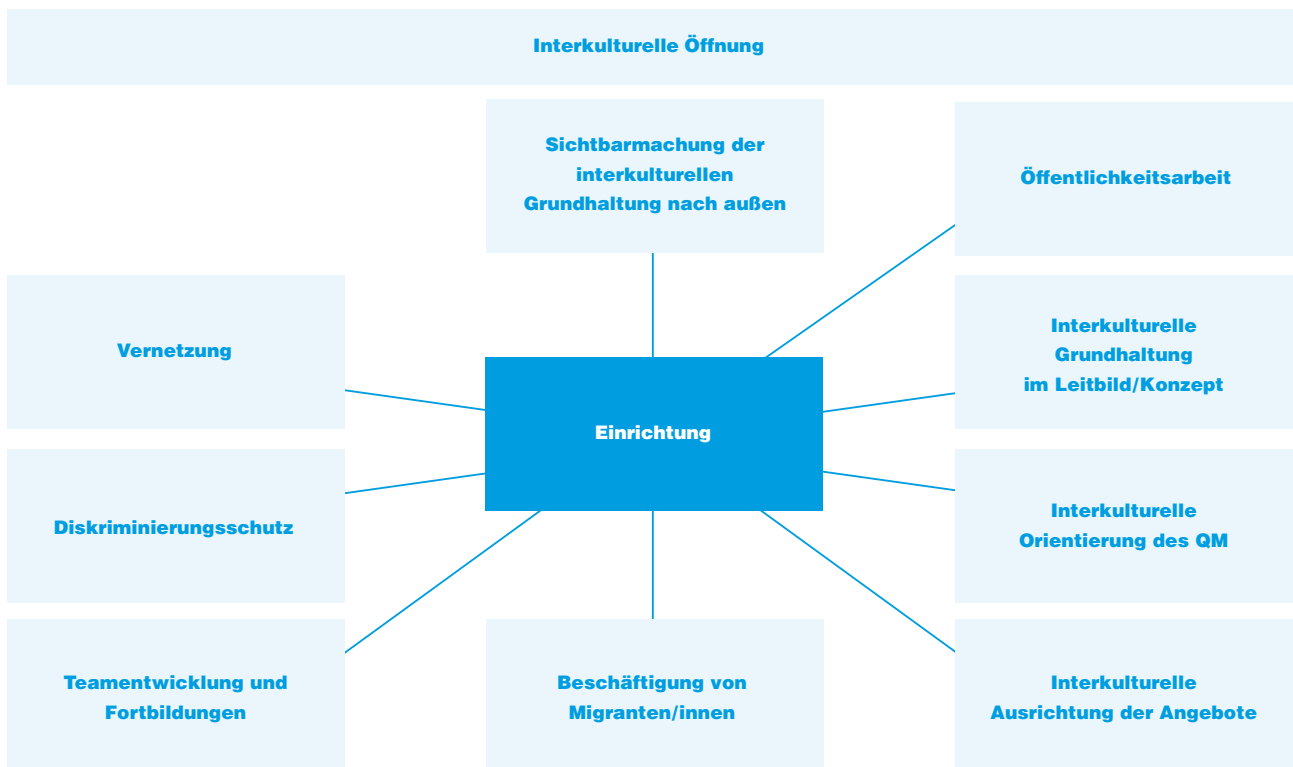 Interkulturelle Öffnung
Sichtbarmachung der
interkulturellen
Grundhaltung nach außen
Öffentlichkeitsarbeit
Vernetzung
Interkulturelle
Grundhaltung
im Leitbild/Konzept
Einrichtung
Diskriminierungsschutz
Interkulturelle
Orientierung des QM
Teamentwicklung und
Fortbildungen
Beschäftigung von
Migranten/innen
Interkulturelle
Ausrichtung der Angebote